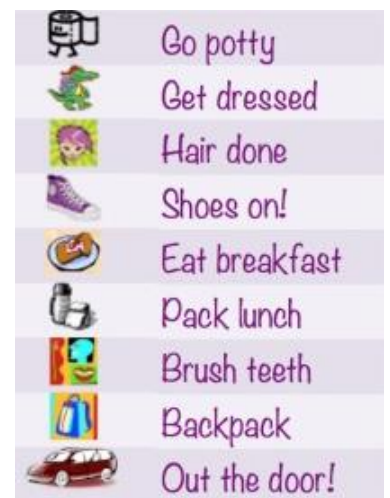 Go potty
Get dressed
Hair done
Shoes on!
Eat breakfast
Pack lunch
Brush teeth
Backpack
Out the door!